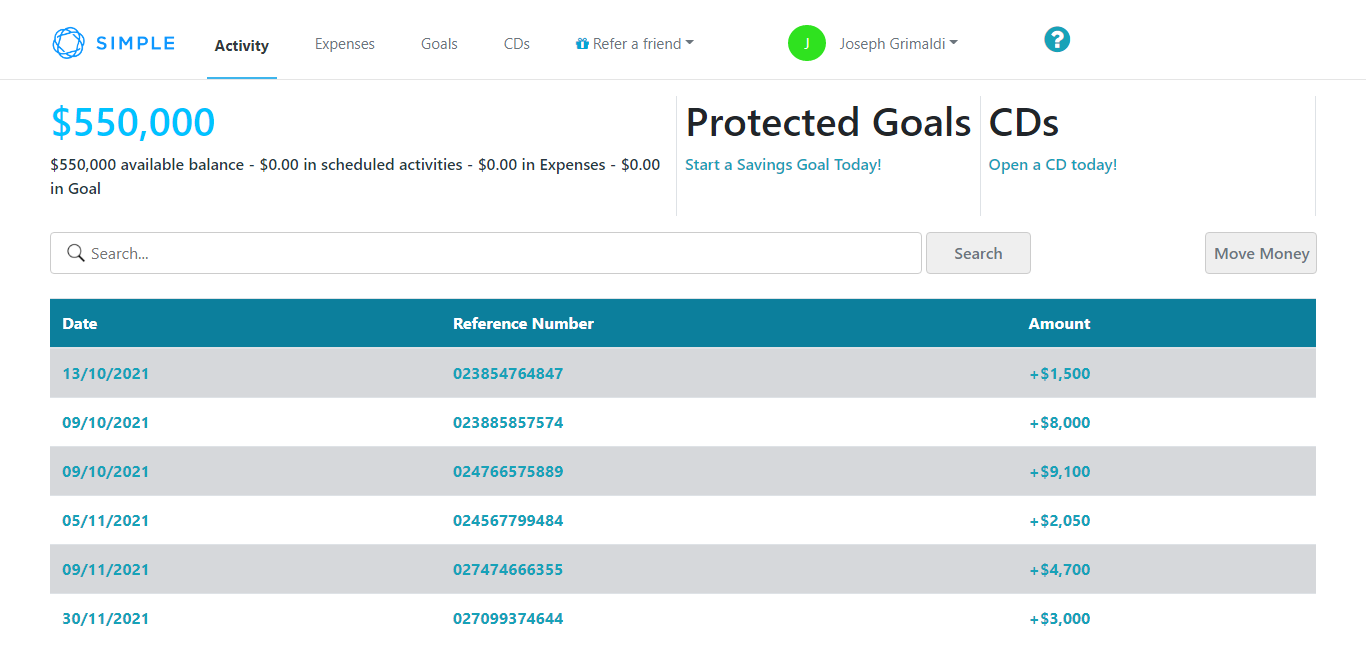 SIMPLE Activity Expenses Goals CDs Refer a friend J Joseph Grimaldi ?
$550,000 Protected Goals CDs
$550,000 available balance - $0.00 in scheduled activities - $0.00 in Expenses - $0.00 Start a Savings Goal Today! Open a CD today!
in Goal
Search... Search Move Money
Date Reference Number Amount
13/10/2021 023854764847 +$1,500
09/10/2021 023885857574 +$8,000
09/10/2021 024766575889 +$9,100
05/11/2021 024567799484 +$2,050
09/11/2021 027474666355 +$4,700
30/11/2021 027099374644 +$3,000